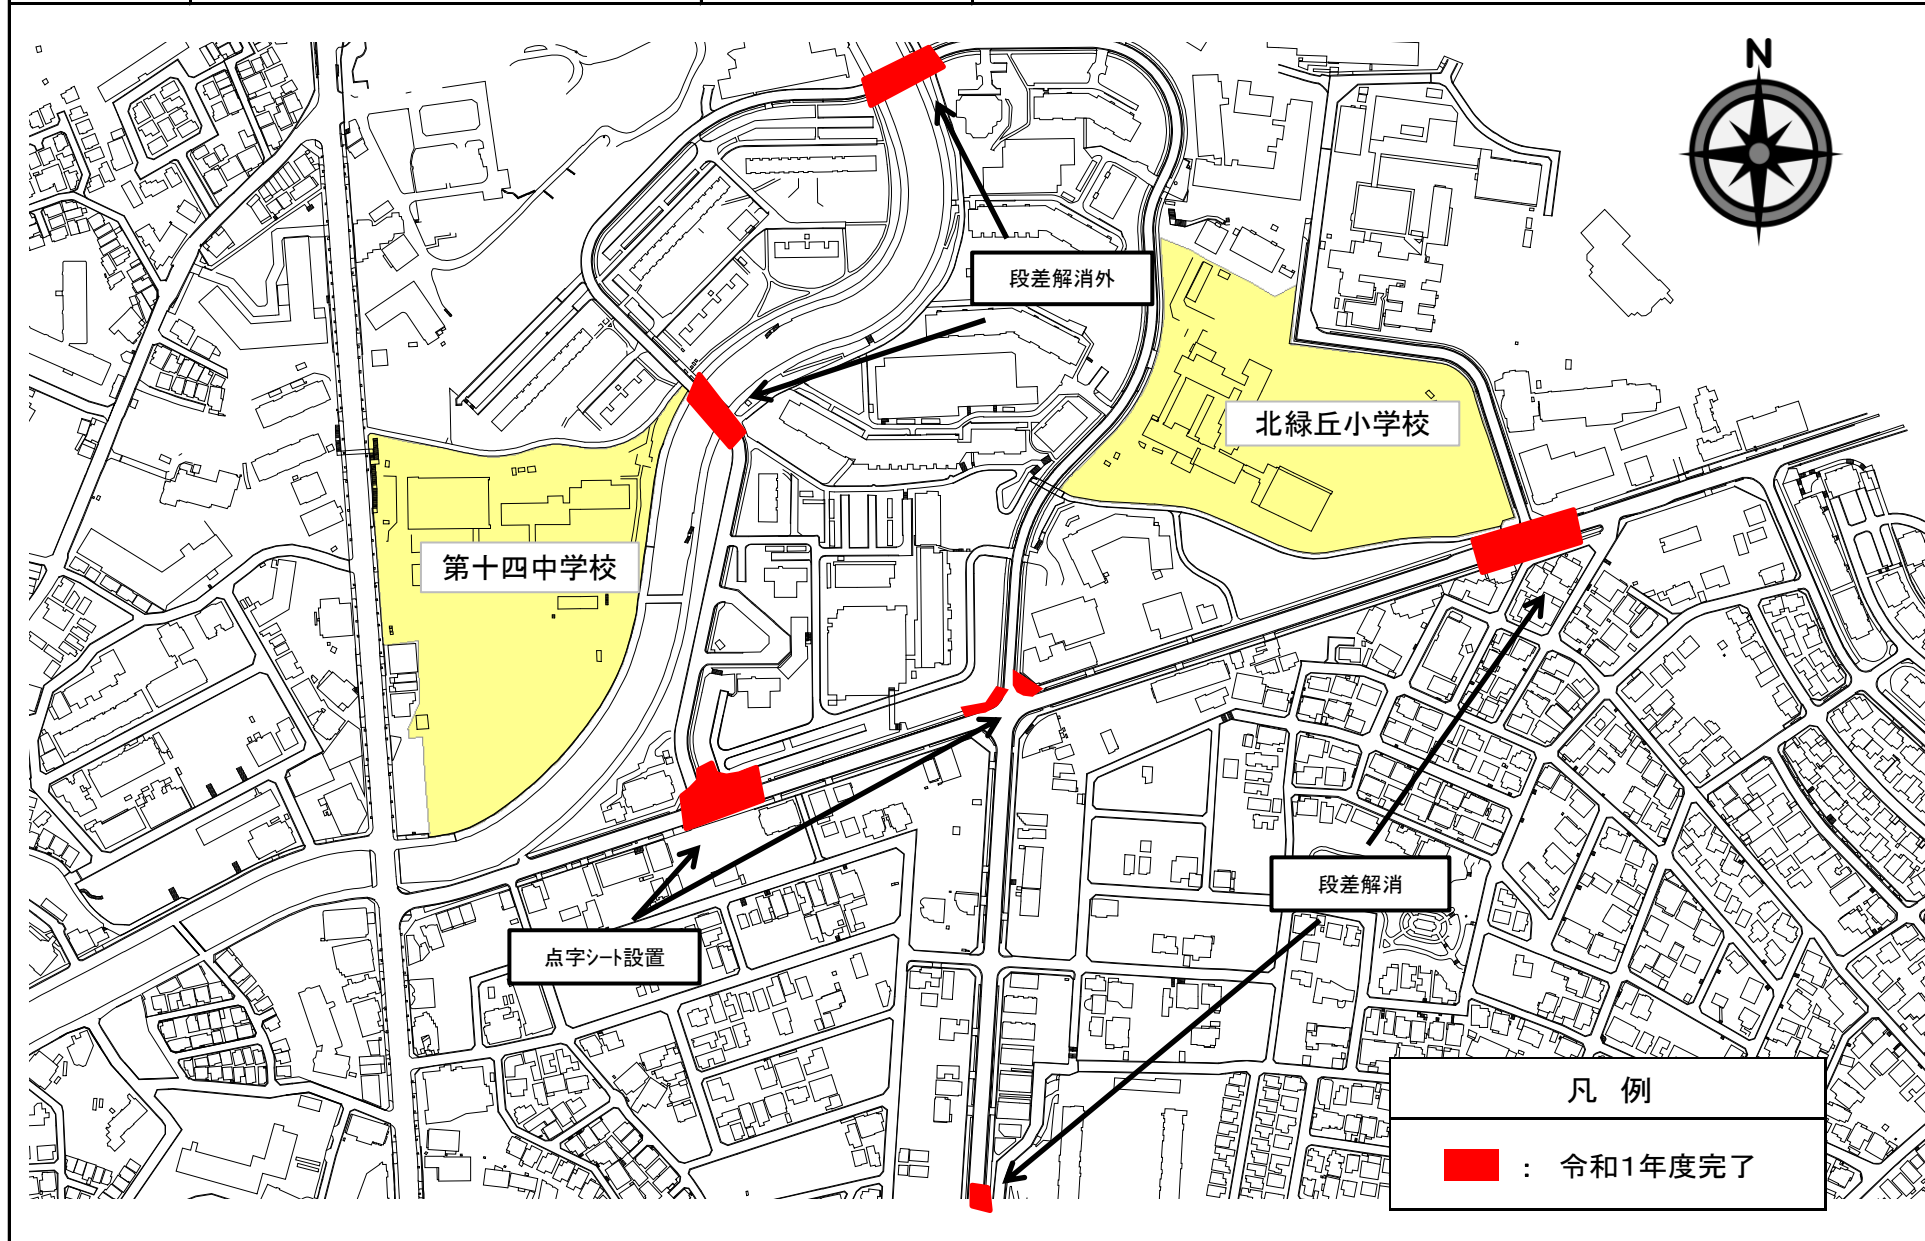 N
段差解消外
北緑丘小学校
第十四中学校
段差解消
点字シート設置
凡 例
： 令和1年度完了